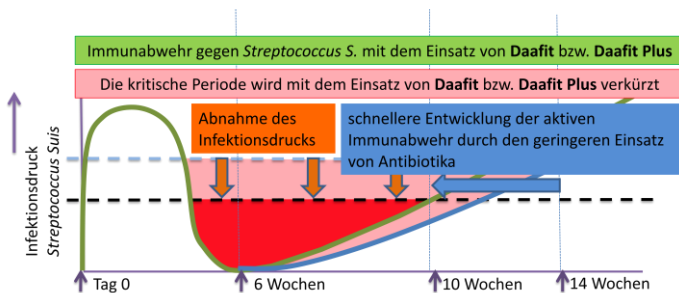 Immunabwehr gegen Streptococcus S. mit dem Einsatz von Daafit bzw. Daafit Plus
Die kritische Periode wird mit dem Einsatz von Daafit bzw. Daafit Plus verkürzt
Abnahme des
Infektionsdrucks
schnellere Entwicklung der aktiven
Immunabwehr durch den geringeren Einsatz
von Antibiotika
Infektionsdruck
Streptococcus Suis
Tag 0
6 Wochen
10 Wochen
14 Wochen